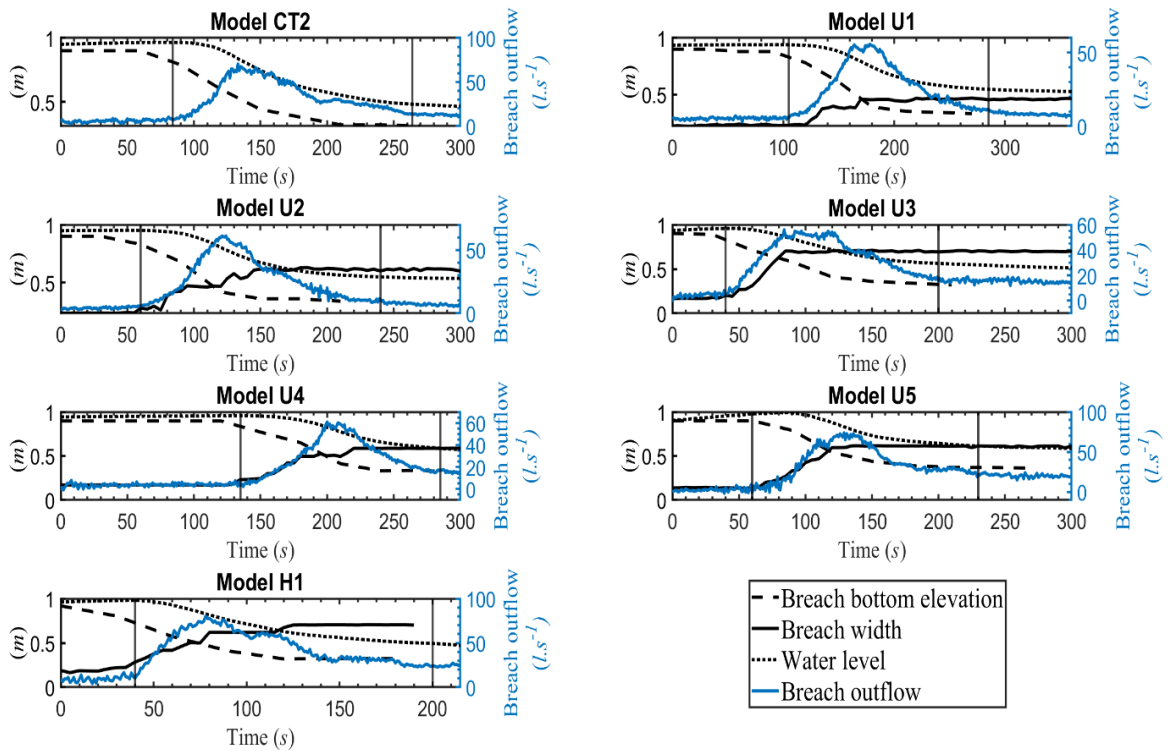 Model CT2
1
0.5
(m)
0 50 100 150 200 250 300
Time (s)
100
50
0
Breach outflow
(l.s⁻¹)
Model U1
1
0.5
(m)
0 100 200 300
Time (s)
50
0
Breach outflow
(l.s⁻¹)
Model U2
1
0.5
(m)
0 50 100 150 200 250 300
Time (s)
50
0
Breach outflow
(l.s⁻¹)
Model U3
1
0.5
0
(m)
0 50 100 150 200 250 300
Time (s)
60
40
20
0
Breach outflow
(l.s⁻¹)
Model U4
1
0.5
0
(m)
0 50 100 150 200 250 300
Time (s)
60
40
20
0
Breach outflow
(l.s⁻¹)
Model U5
1
0.5
0
(m)
0 50 100 150 200 250 300
Time (s)
100
50
0
Breach outflow
(l.s⁻¹)
Model H1
1
0.5
0
(m)
0 50 100 150 200
Time (s)
100
50
0
Breach outflow
(l.s⁻¹)
Breach bottom elevation
Breach width
Water level
Breach outflow